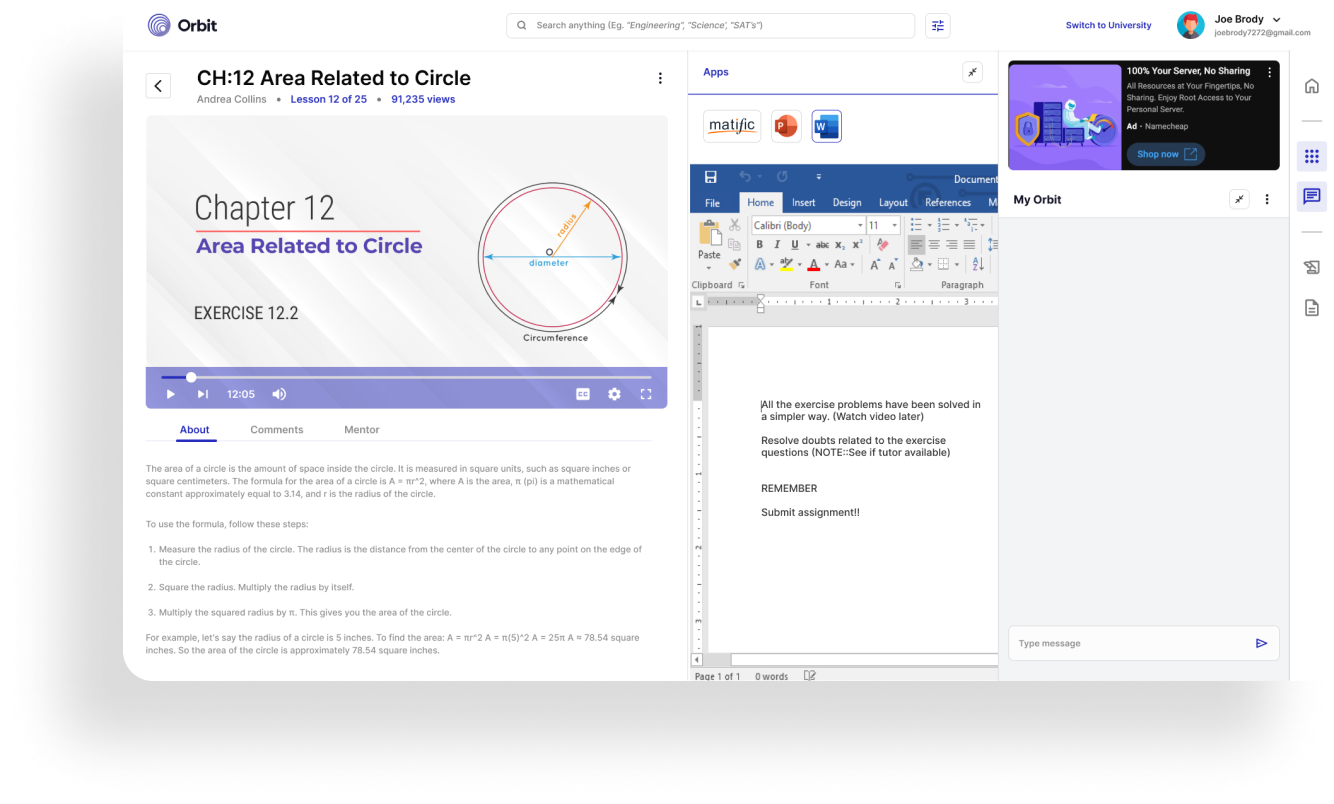 Orbit
Search anything (Eg. "Engineering", "Science', "SAT's")
Switch to University
Joe Brody
joebrody7272@gmail.com
CH:12 Area Related to Circle
Andrea Collins • Lesson 12 of 25 • 91,235 views
Chapter 12
Area Related to Circle
EXERCISE 12.2
radius
O
diameter
Circumference
12:05
CC
About Comments Mentor
The area of a circle is the amount of space inside the circle. It is measured in square units, such as square inches or
square centimeters. The formula for the area of a circle is A = πr^2, where A is the area, π (pi) is a mathematical
constant approximately equal to 3.14, and r is the radius of the circle.
To use the formula, follow these steps:
1. Measure the radius of the circle. The radius is the distance from the center of the circle to any point on the edge of
the circle.
2. Square the radius. Multiply the radius by itself.
3. Multiply the squared radius by π. This gives you the area of the circle.
For example, let's say the radius of a circle is 5 inches. To find the area: A = πr^2 A = π(5)^2 A = 25π A ≈ 78.54 square
inches. So the area of the circle is approximately 78.54 square inches.
Apps
matific
P
W
Document
File Home Insert Design Layout References M
Calibri (Body) 11
B I U abc X₂ X²
Paste
A aby A Aa A A
Clipboard Font Paragraph
1 2 3
All the exercise problems have been solved in
a simpler way. (Watch video later)
Resolve doubts related to the exercise
questions (NOTE::See if tutor available)
REMEMBER
Submit assignment!!
Page 1 of 1 0 words
100% Your Server, No Sharing
All Resources at Your Fingertips, No
Sharing. Enjoy Root Access to Your
Personal Server.
Ad - Namecheap
Shop now
My Orbit
Type message